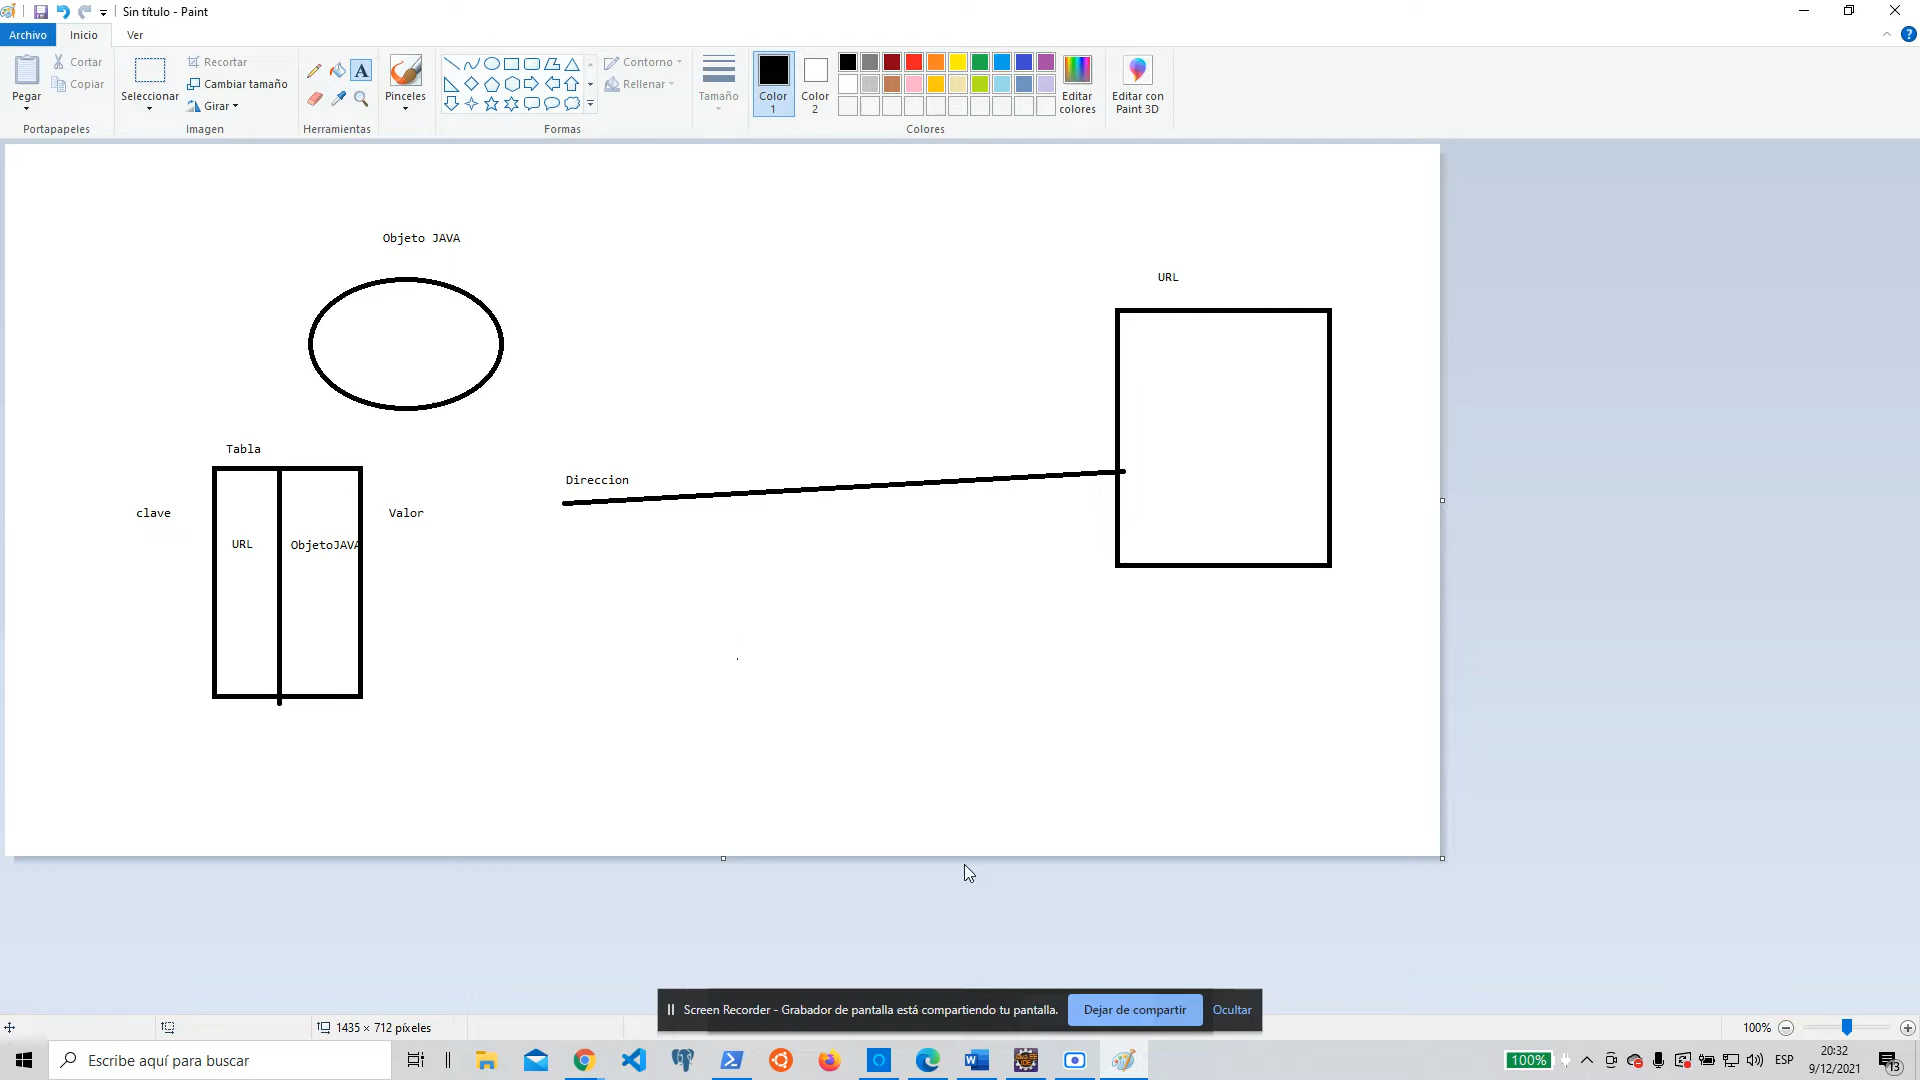 Sin título - Paint
Archivo
Inicio
Ver
Pegar
Cortar
Copiar
Portapapeles
Seleccionar
Recortar
Cambiar tamaño
Girar
Imagen
A
Herramientas
Pinceles
Contorno
Rellenar
Formas
Tamaño
Color
1
Color
2
Editar
colores
Colores
Editar con
Paint 3D
Objeto JAVA
URL
Tabla
Direccion
clave
Valor
URL
ObjetoJAVA
Screen Recorder - Grabador de pantalla está compartiendo tu pantalla.
Dejar de compartir
Ocultar
1435 × 712 píxeles
100%
Escribe aquí para buscar
100%
ESP
20:32
9/12/2021
13